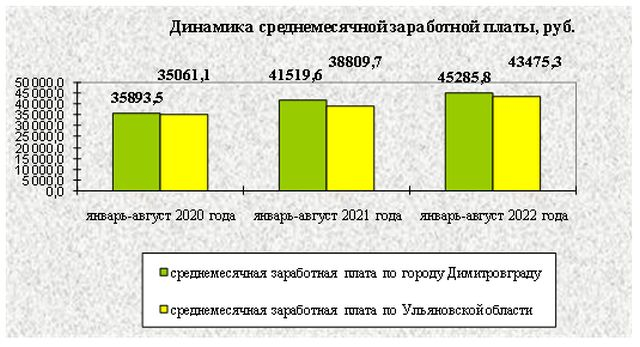 Динамика среднемесячной заработной платы, руб.
35893,5 35061,1 41519,6 38809,7 45285,8 43475,3
50 000,0
45 000,0
40 000,0
35 000,0
30 000,0
25 000,0
20 000,0
15 000,0
10 000,0
5 000,0
0,0
январь-август 2020 года январь-август 2021 года январь-август 2022 года
среднемесячная заработная плата по городу Димитровграду
среднемесячная заработная плата по Ульяновской области